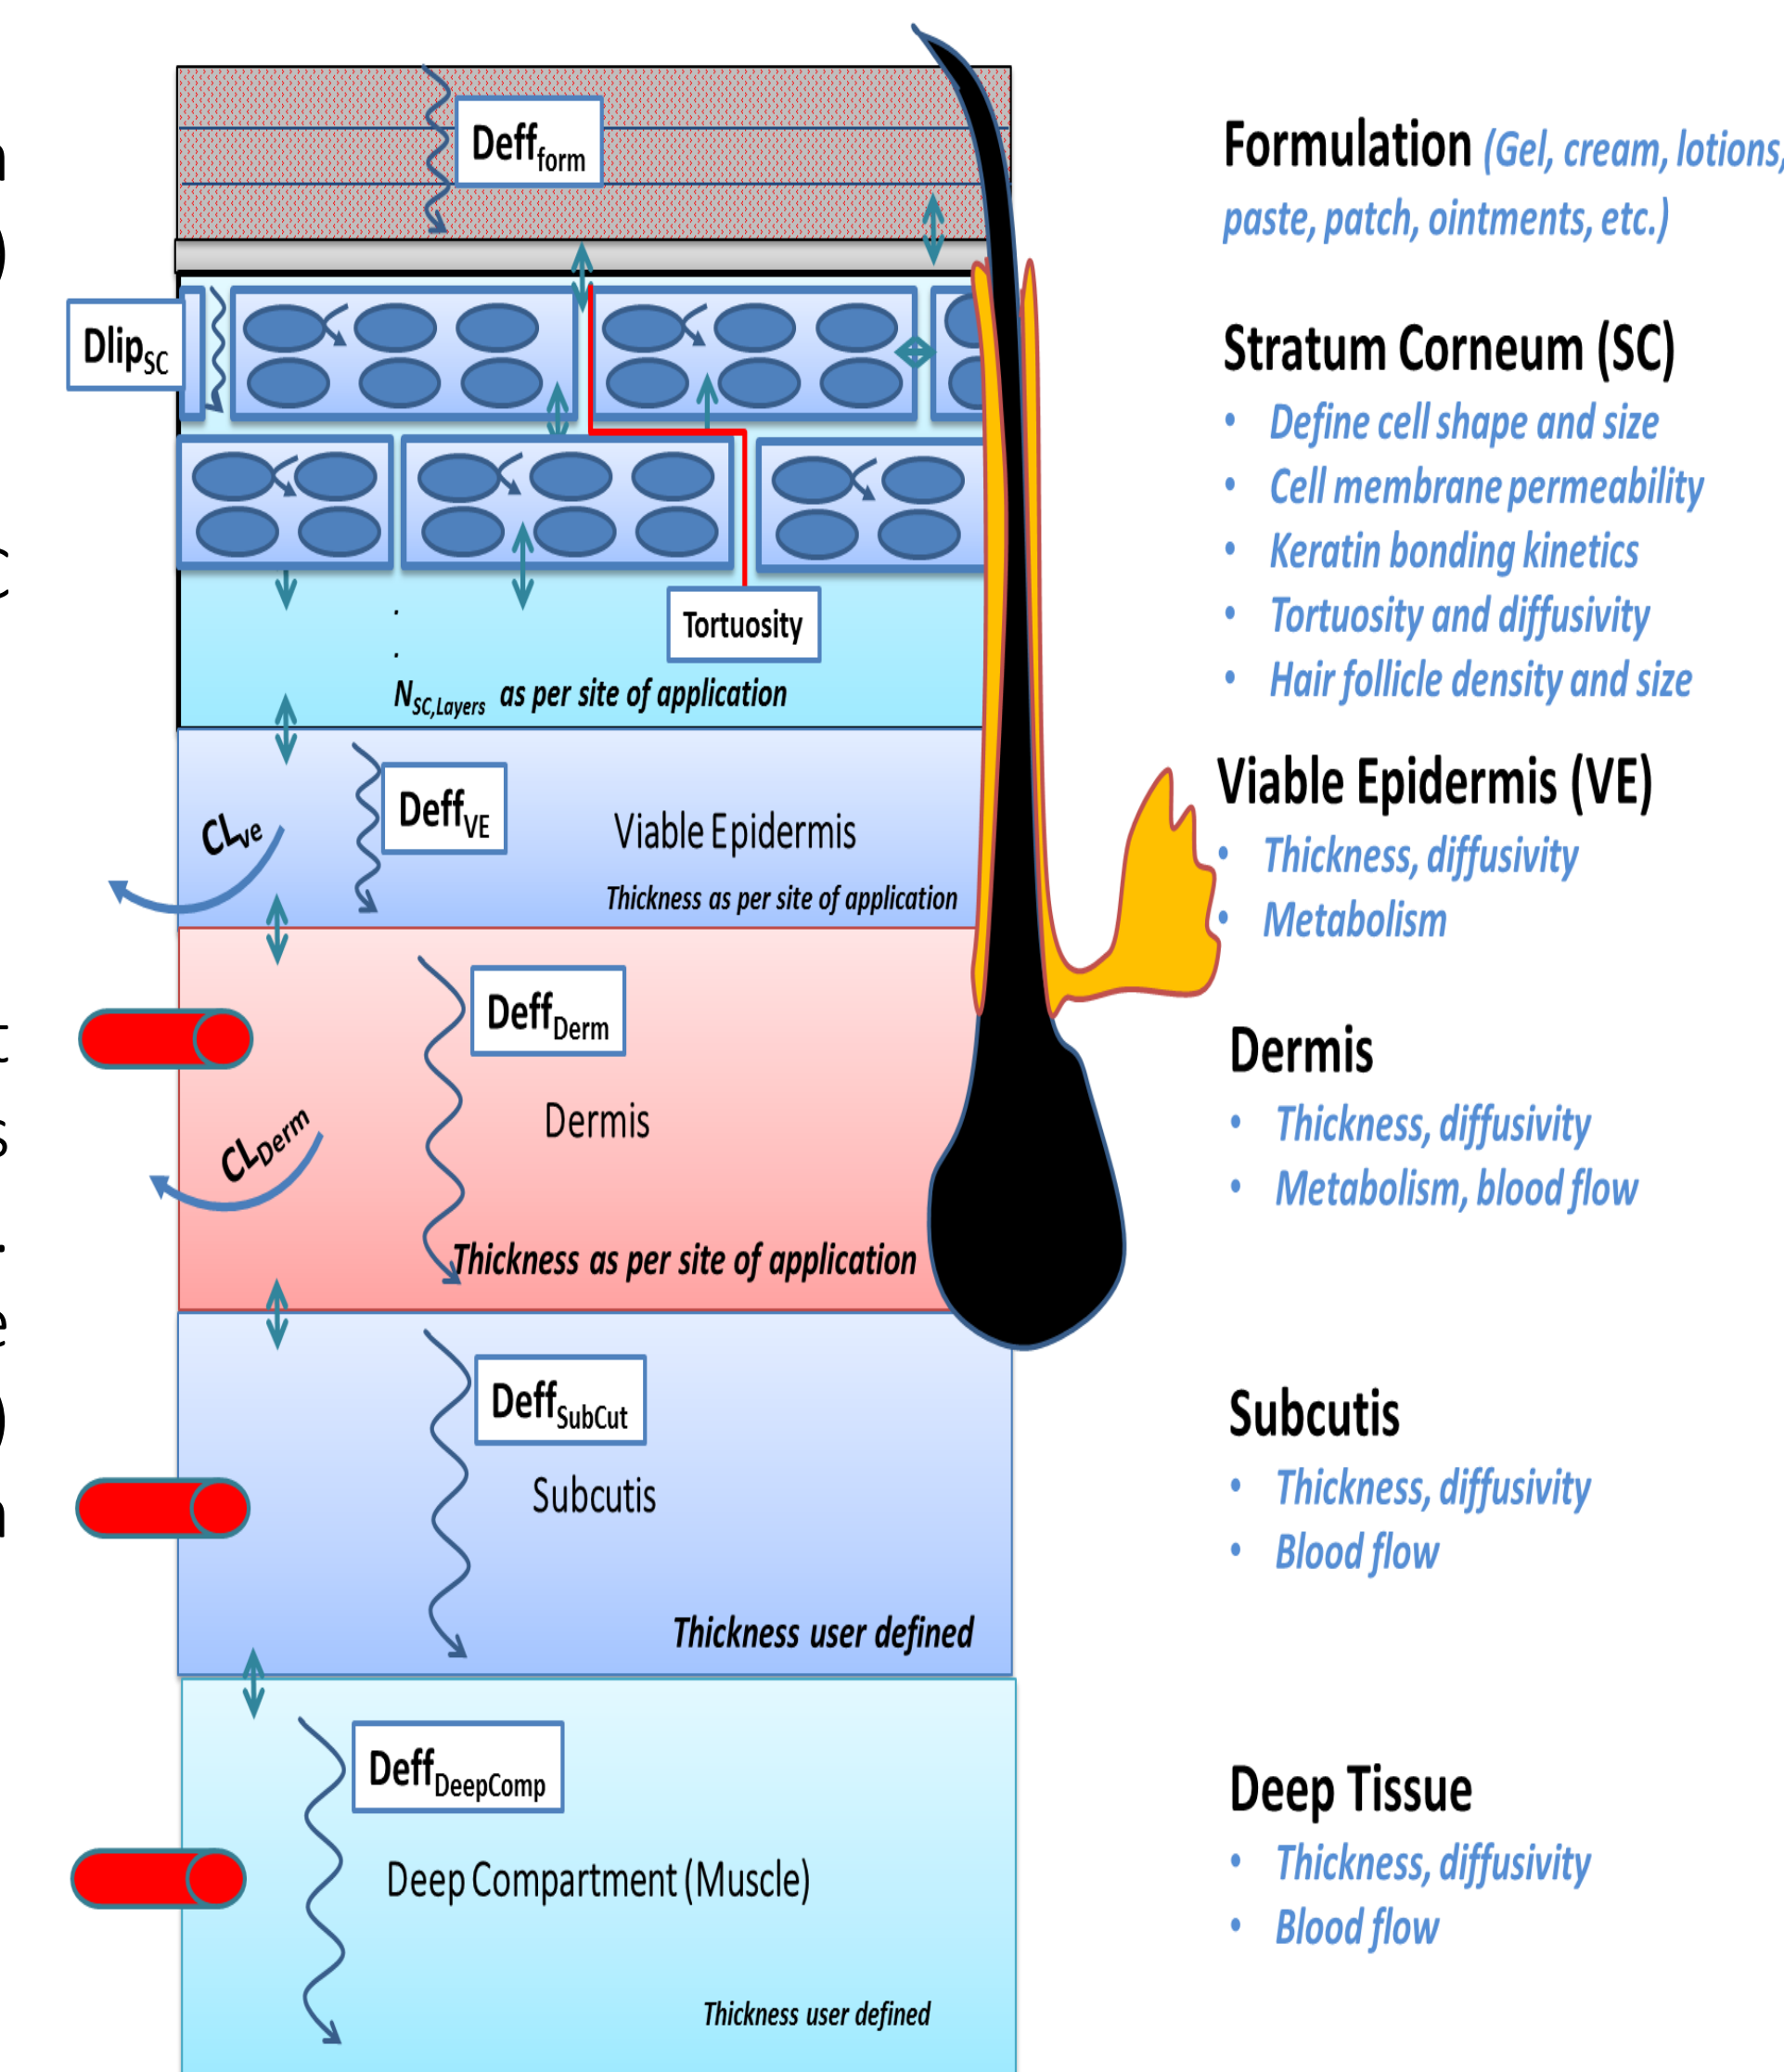 Deff_form
Formulation (Gel, cream, lotions,
paste, patch, ointments, etc.)
Dlip_SC
Stratum Corneum (SC)
• Define cell shape and size
• Cell membrane permeability
• Keratin bonding kinetics
• Tortuosity and diffusivity
• Hair follicle density and size
Tortuosity
.
.
N_SC,Layers as per site of application
Viable Epidermis (VE)
• Thickness, diffusivity
• Metabolism
CL_ve
Deff_VE
Viable Epidermis
Thickness as per site of application
Deff_Derm
Dermis
CL_Derm
Thickness as per site of application
Dermis
• Thickness, diffusivity
• Metabolism, blood flow
Deff_SubCut
Subcutis
Thickness user defined
Subcutis
• Thickness, diffusivity
• Blood flow
Deff_DeepComp
Deep Compartment (Muscle)
Thickness user defined
Deep Tissue
• Thickness, diffusivity
• Blood flow